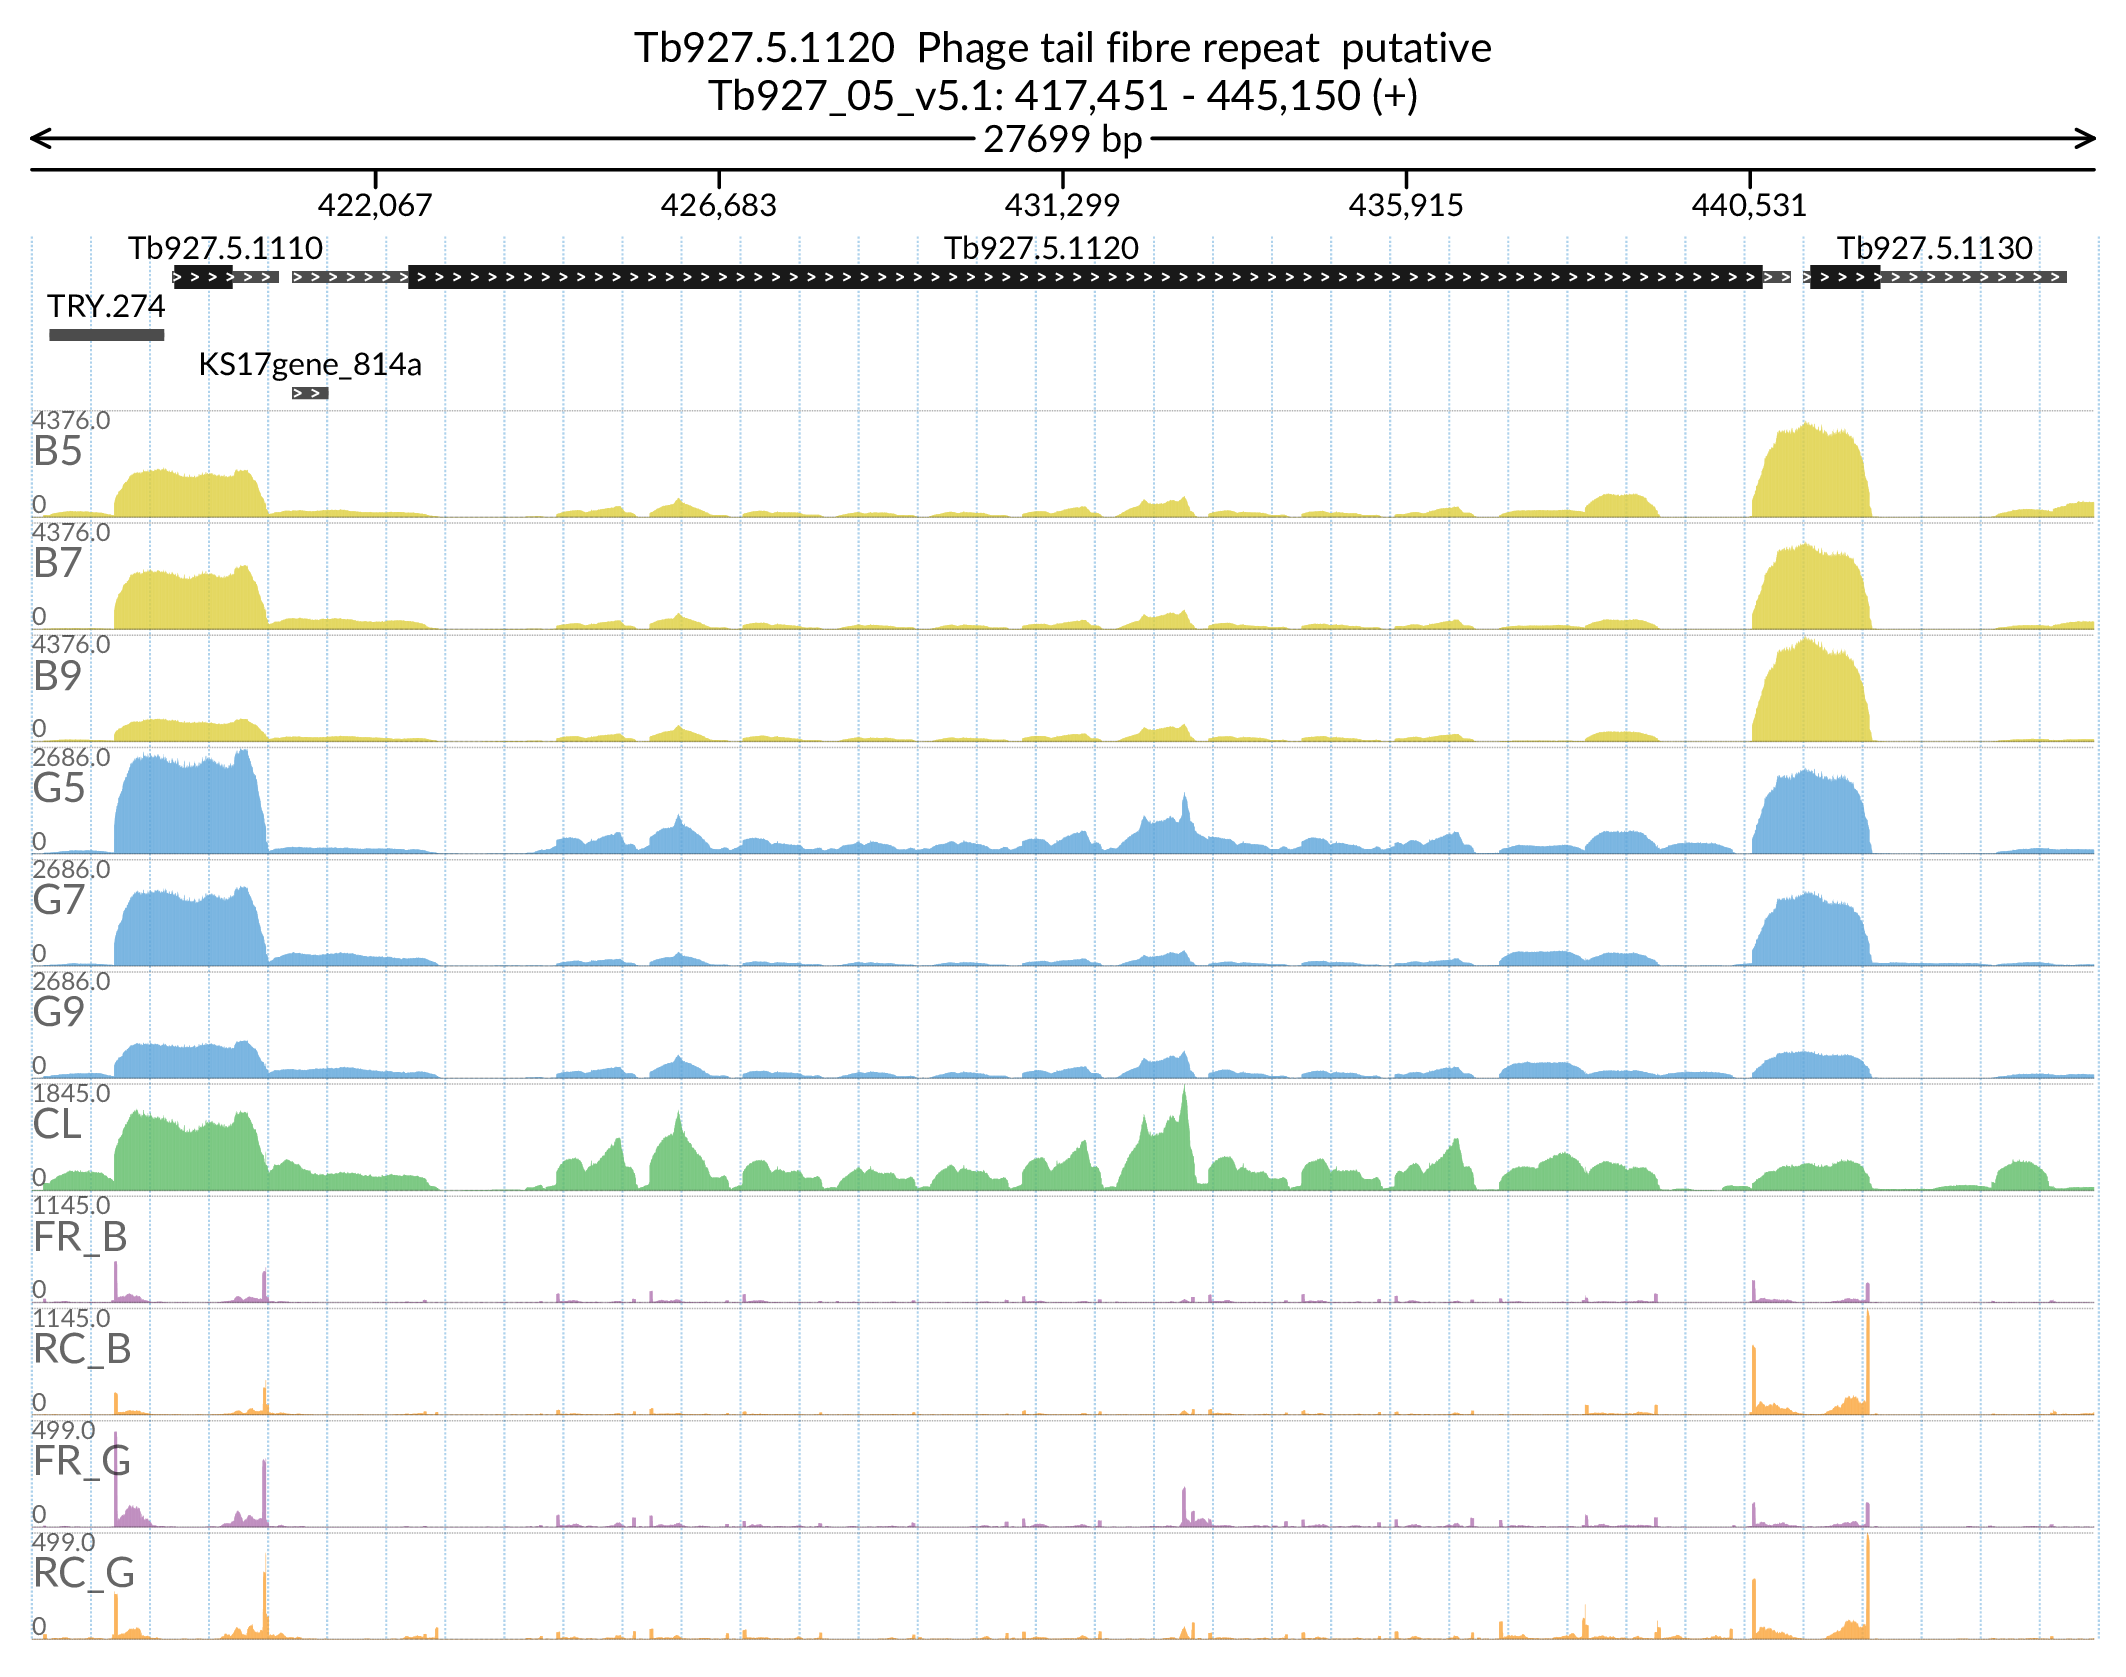 Tb927.5.1120  Phage tail fibre repeat  putative
Tb927_05_v5.1: 417,451 - 445,150 (+)
27699 bp
422,067 426,683 431,299 435,915 440,531
Tb927.5.1110 Tb927.5.1120 Tb927.5.1130
TRY.274
KS17gene_814a
4376.0
B5
0
4376.0
B7
0
4376.0
B9
0
2686.0
G5
0
2686.0
G7
0
2686.0
G9
0
1845.0
CL
0
1145.0
FR_B
0
1145.0
RC_B
0
499.0
FR_G
0
499.0
RC_G
0